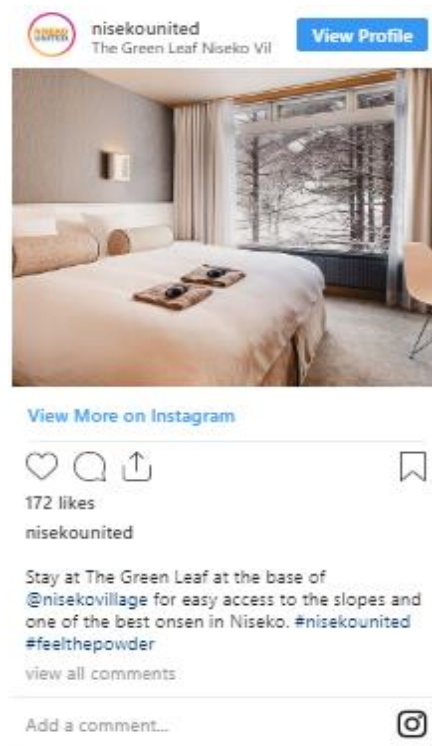 NISEKO
UNITED.
nisekounited
The Green Leaf Niseko Vil
View Profile
View More on Instagram
172 likes
nisekounited
Stay at The Green Leaf at the base of
@nisekovillage for easy access to the slopes and
one of the best onsen in Niseko. #nisekounited
#feelthepowder
view all comments
Add a comment...